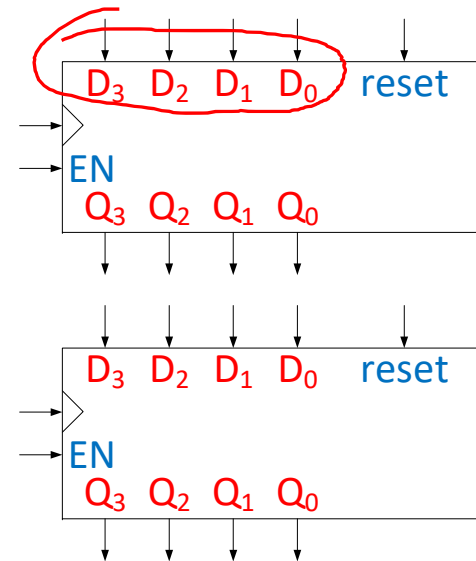 D₃ D₂ D₁ D₀ reset
EN
Q₃ Q₂ Q₁ Q₀
D₃ D₂ D₁ D₀ reset
EN
Q₃ Q₂ Q₁ Q₀